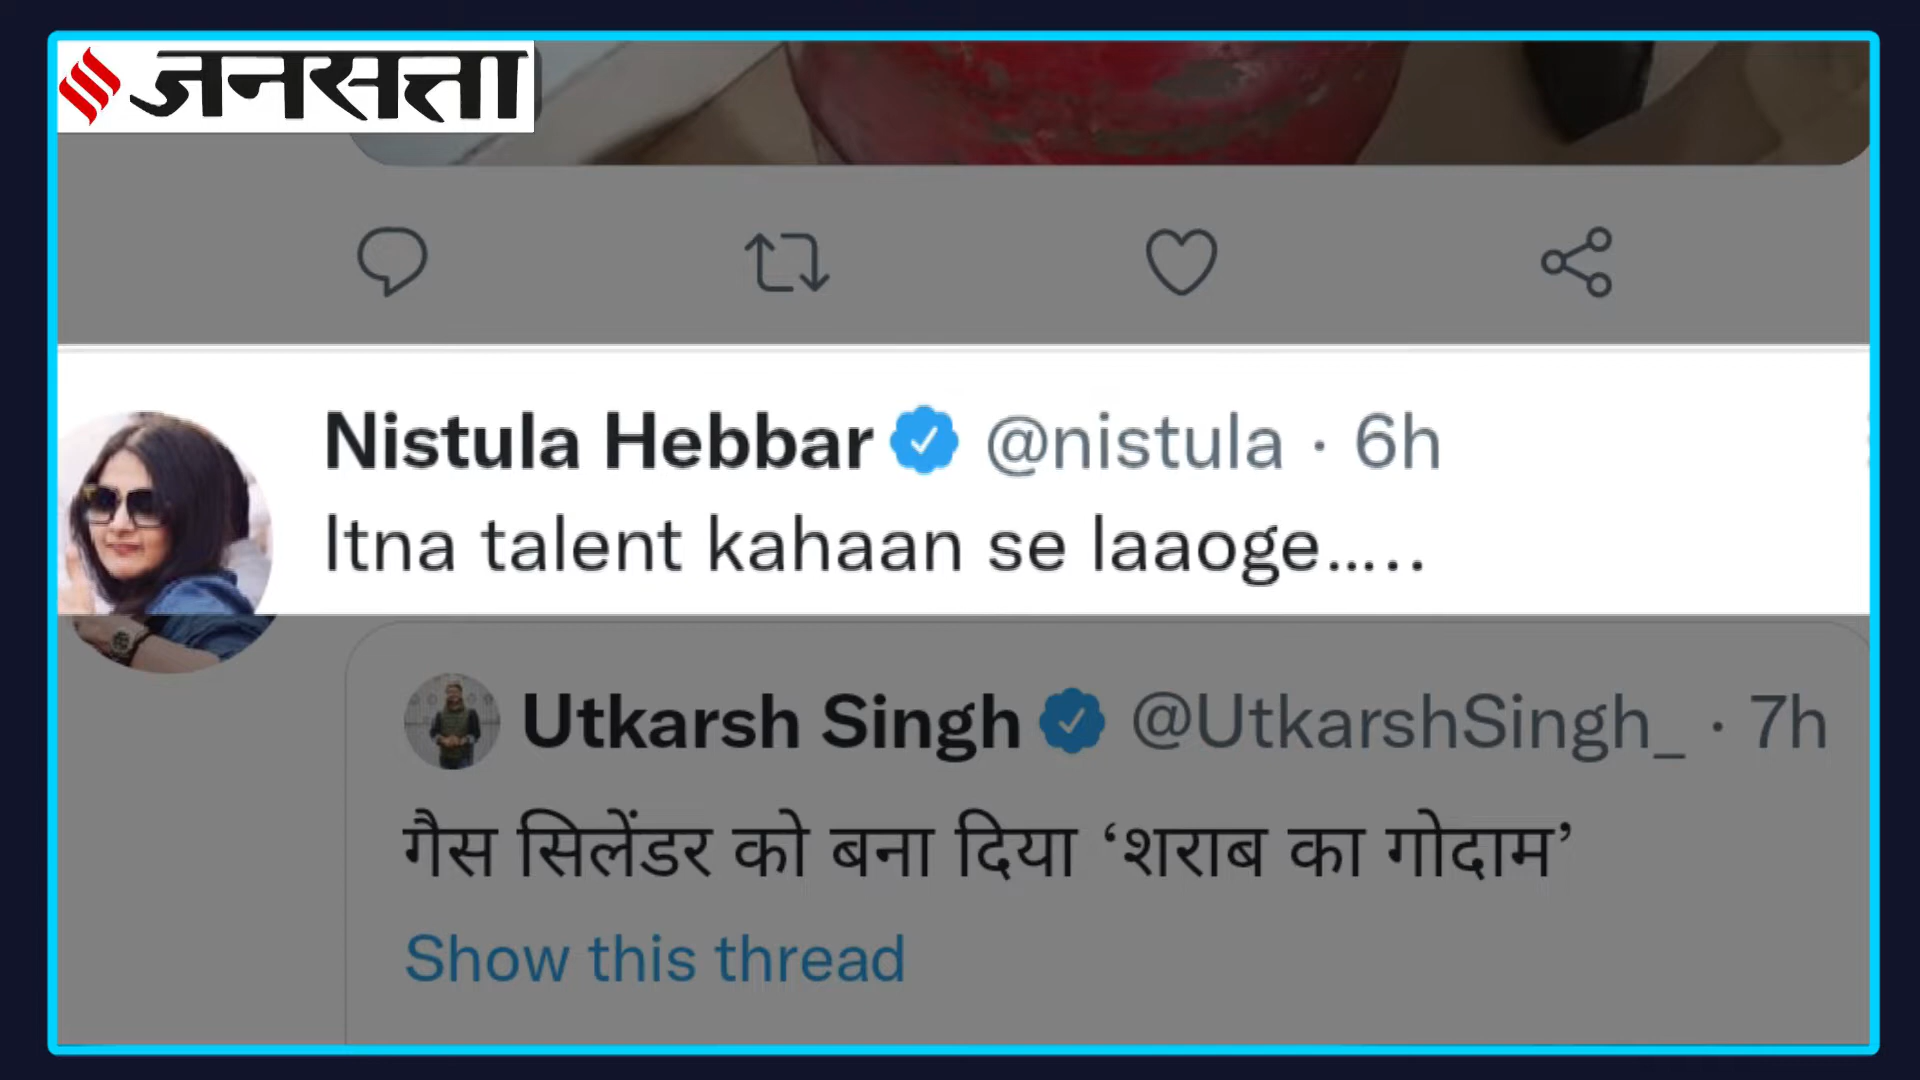 जनसत्ता
Nistula Hebbar @nistula · 6h
Itna talent kahaan se laaoge.....
Utkarsh Singh @UtkarshSingh_ · 7h
गैस सिलेंडर को बना दिया ‘शराब का गोदाम’
Show this thread